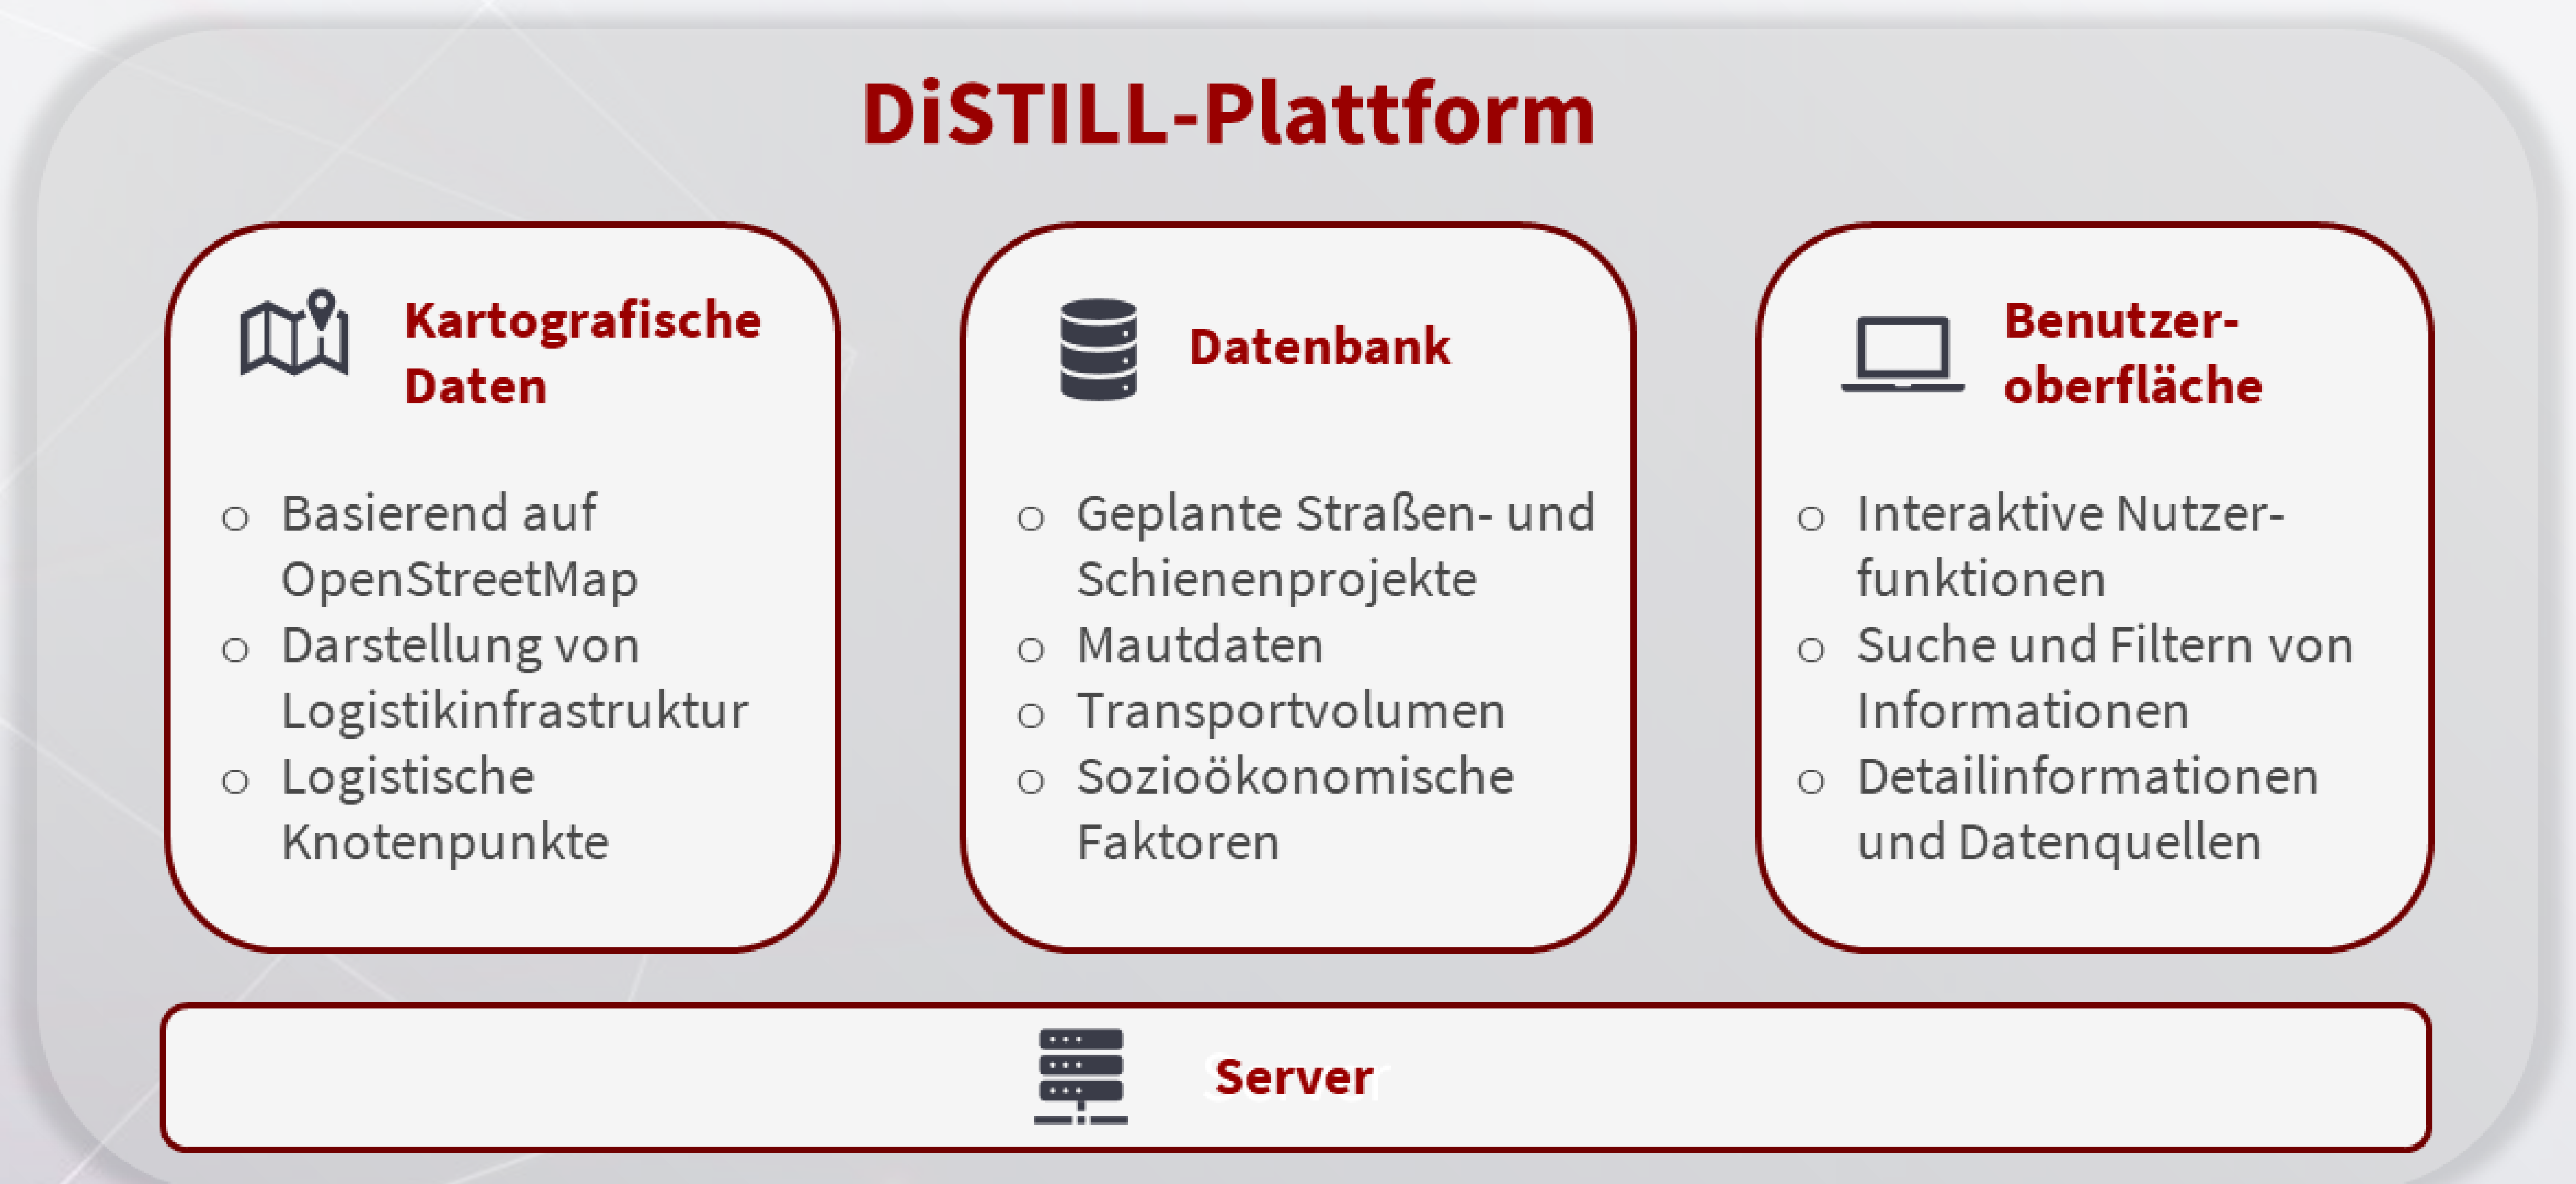 DiSTILL-Plattform
Kartografische
Daten
○ Basierend auf
OpenStreetMap
○ Darstellung von
Logistikinfrastruktur
○ Logistische
Knotenpunkte
Datenbank
○ Geplante Straßen- und
Schienenprojekte
○ Mautdaten
○ Transportvolumen
○ Sozioökonomische
Faktoren
Benutzer-
oberfläche
○ Interaktive Nutzer-
funktionen
○ Suche und Filtern von
Informationen
○ Detailinformationen
und Datenquellen
Server